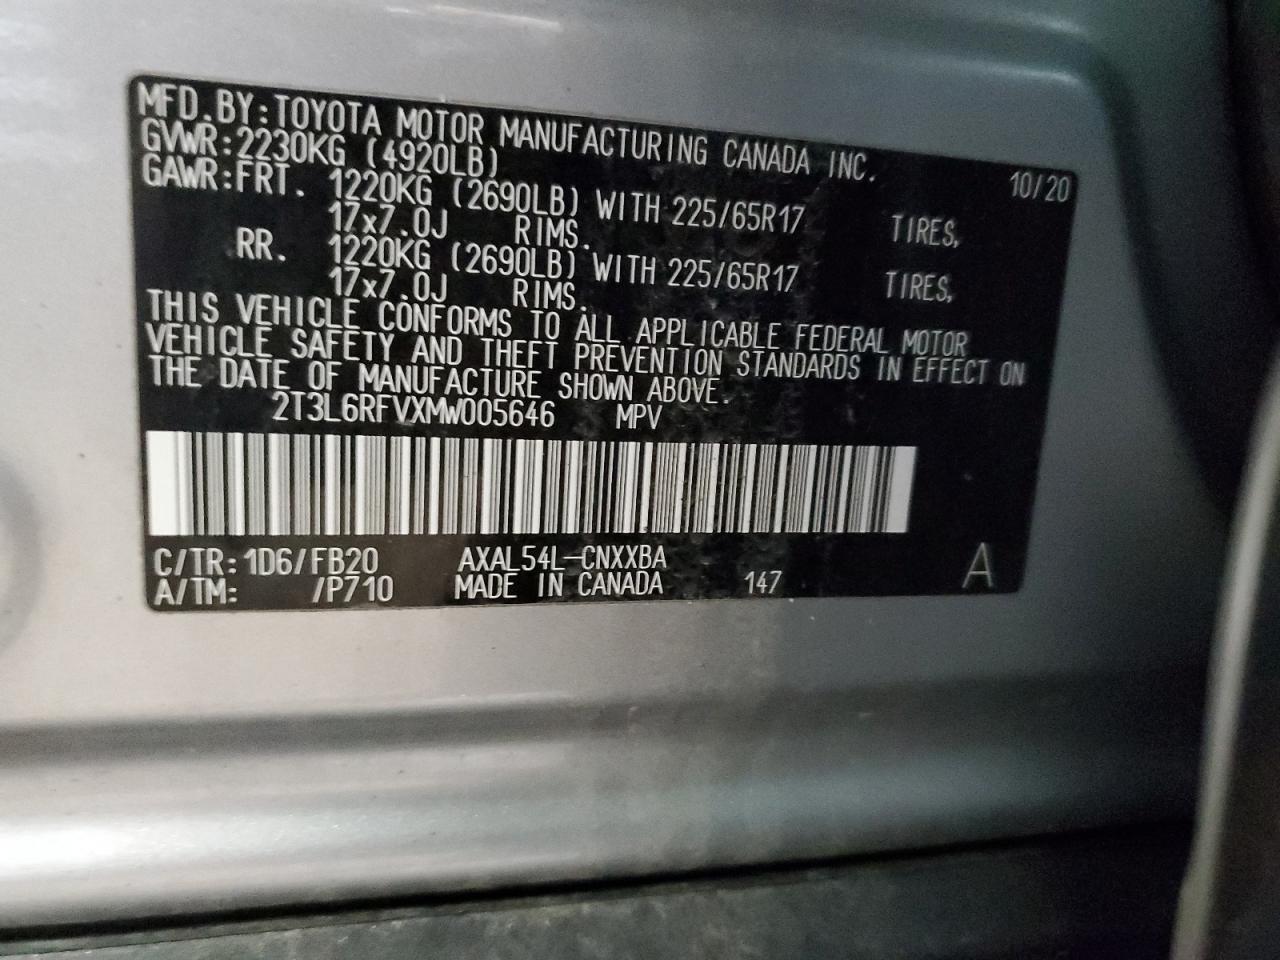 MFD.BY:TOYOTA MOTOR MANUFACTURING CANADA INC. 10/20
GVWR:2230KG (4920LB)
GAWR:FRT. 1220KG (2690LB) WITH 225/65R17 TIRES,
17x7.0J RIMS.
RR. 1220KG (2690LB) WITH 225/65R17 TIRES,
17x7.0J RIMS.
THIS VEHICLE CONFORMS TO ALL APPLICABLE FEDERAL MOTOR
VEHICLE SAFETY AND THEFT PREVENTION STANDARDS IN EFFECT ON
THE DATE OF MANUFACTURE SHOWN ABOVE.
2T3L6RFVXMW005646 MPV
C/TR:1D6/FB20 AXAL54L-CNXXBA
A/TM: /P710 MADE IN CANADA 147 A